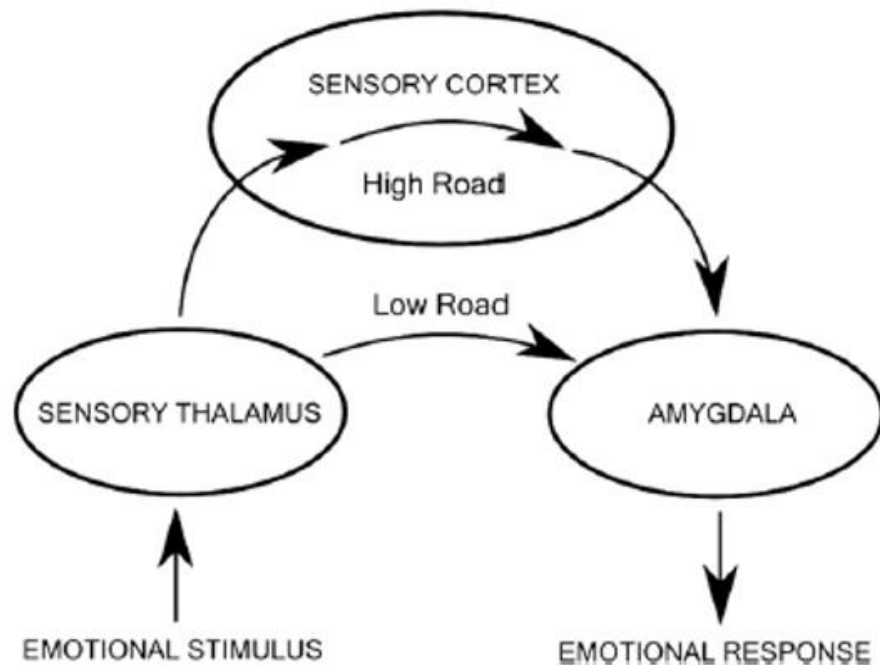 SENSORY CORTEX
High Road
Low Road
SENSORY THALAMUS
AMYGDALA
EMOTIONAL STIMULUS
EMOTIONAL RESPONSE